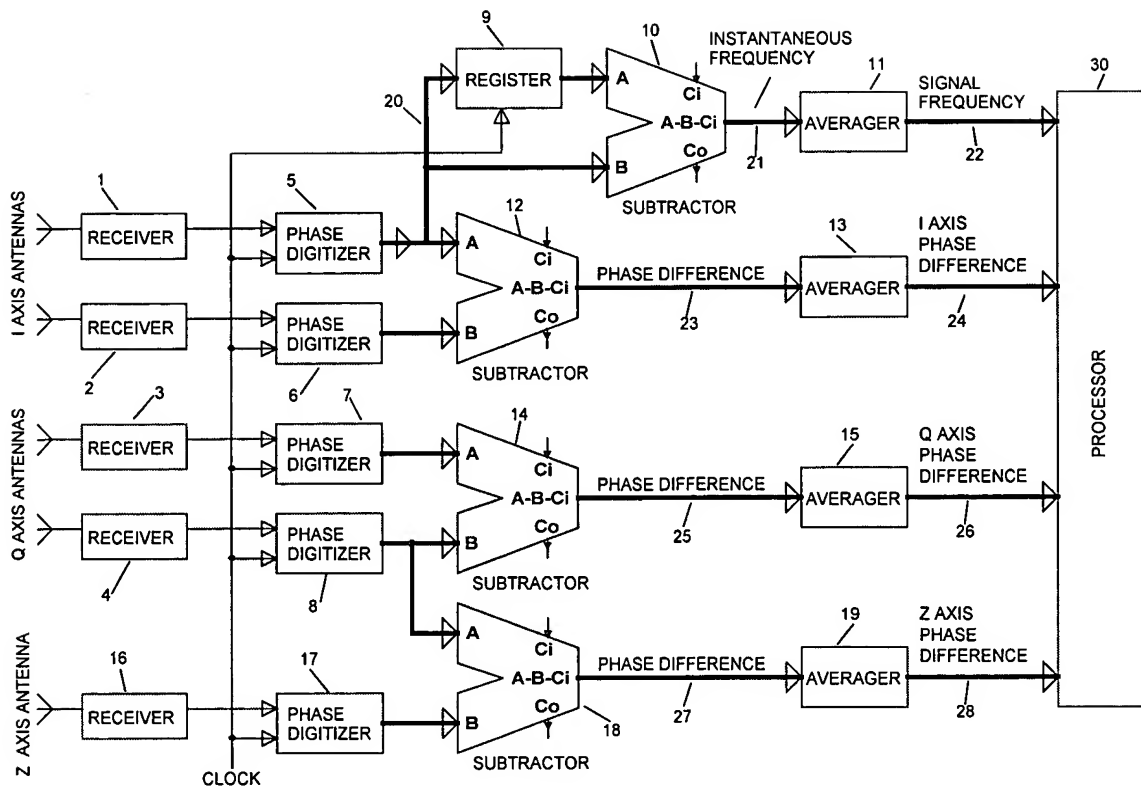 9
REGISTER
10
INSTANTANEOUS
FREQUENCY
11
SIGNAL
FREQUENCY
30
A
Ci
A-B-Ci
Co
B
SUBTRACTOR
20
21
AVERAGER
22
I AXIS ANTENNAS
1
RECEIVER
5
PHASE
DIGITIZER
12
A
Ci
A-B-Ci
Co
B
SUBTRACTOR
PHASE DIFFERENCE
23
13
AVERAGER
I AXIS
PHASE
DIFFERENCE
24
RECEIVER
2
PHASE
DIGITIZER
6
PROCESSOR
Q AXIS ANTENNAS
3
RECEIVER
7
PHASE
DIGITIZER
14
A
Ci
A-B-Ci
Co
B
SUBTRACTOR
PHASE DIFFERENCE
25
15
AVERAGER
Q AXIS
PHASE
DIFFERENCE
26
RECEIVER
4
PHASE
DIGITIZER
8
Z AXIS ANTENNA
16
RECEIVER
17
PHASE
DIGITIZER
A
Ci
A-B-Ci
Co
B
18
SUBTRACTOR
PHASE DIFFERENCE
27
19
AVERAGER
Z AXIS
PHASE
DIFFERENCE
28
CLOCK